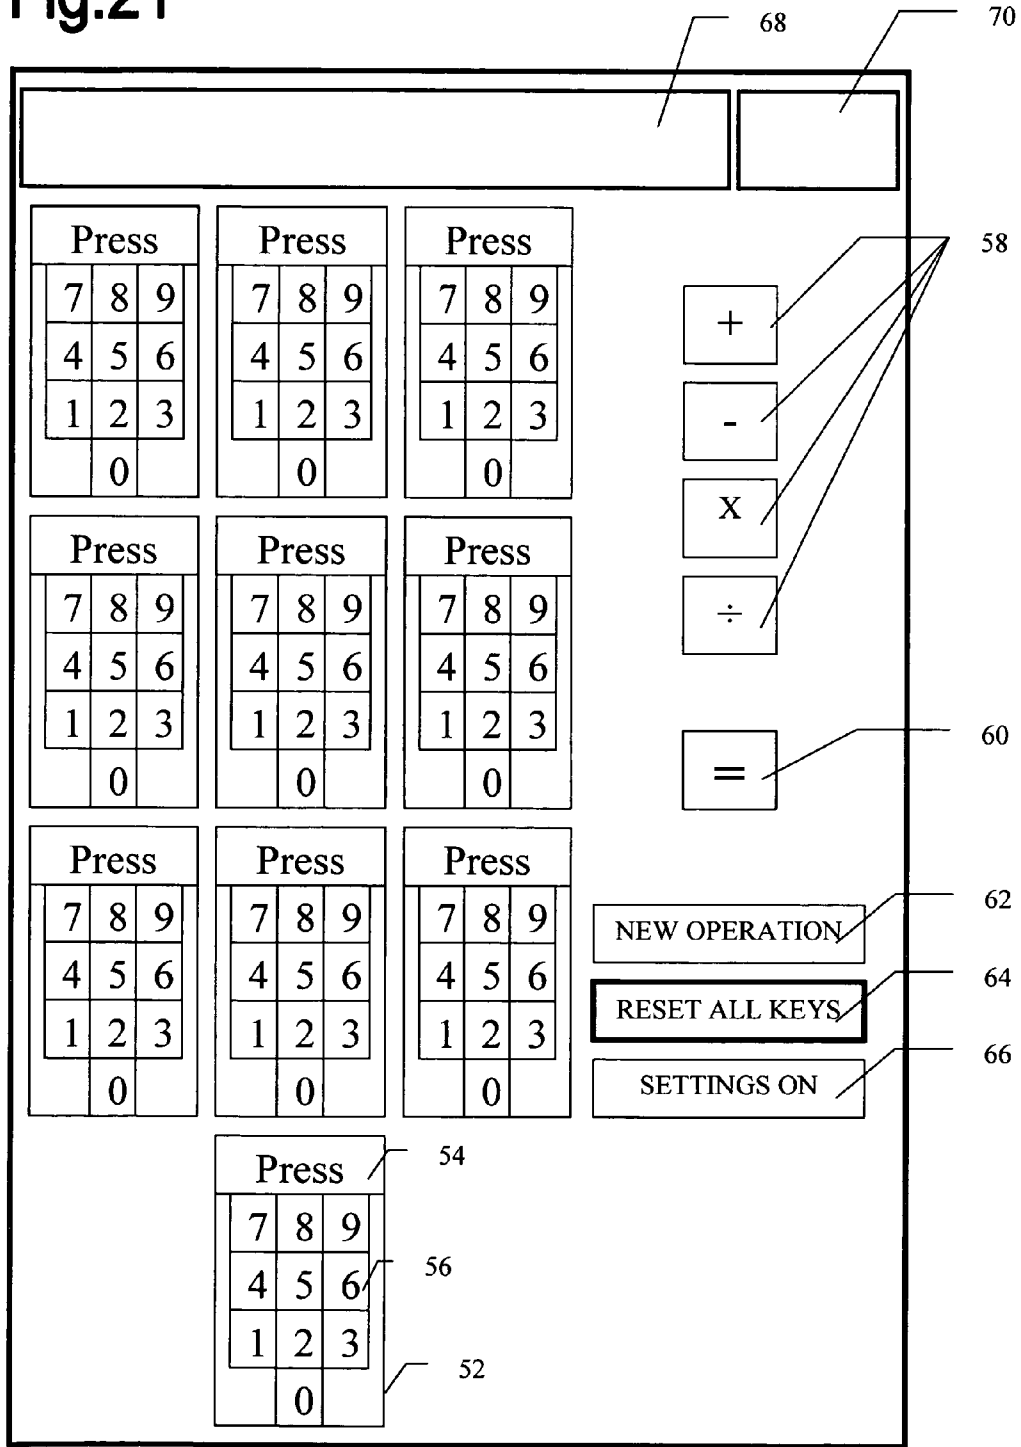 Fig.21
68 70
Press Press Press
58
7 8 9 7 8 9 7 8 9
+
4 5 6 4 5 6 4 5 6
1 2 3 1 2 3 1 2 3
-
0 0 0
X
Press Press Press
7 8 9 7 8 9 7 8 9
÷
4 5 6 4 5 6 4 5 6
1 2 3 1 2 3 1 2 3
60
=
0 0 0
Press Press Press
7 8 9 7 8 9 7 8 9
62
NEW OPERATION
4 5 6 4 5 6 4 5 6
64
RESET ALL KEYS
1 2 3 1 2 3 1 2 3
66
SETTINGS ON
0 0 0
Press 54
7 8 9
4 5 6 56
1 2 3
52
0